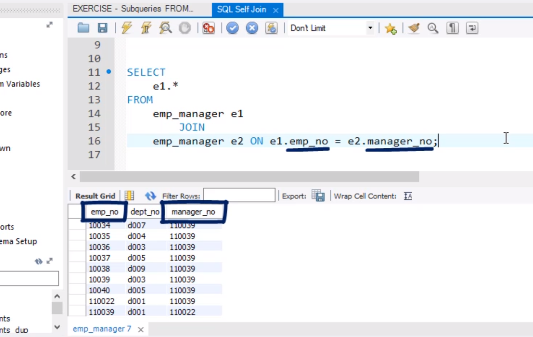 EXERCISE - Subqueries FROM...
SQL Self Join ×
ns
Don't Limit
ges
9
m Variables
10
11 SELECT
12 e1.*
13 FROM
ore
14 emp_manager e1
15 JOIN
wn
16 emp_manager e2 ON e1.emp_no = e2.manager_no;
17
Result Grid Filter Rows: Export: Wrap Cell Content:
emp_no dept_no manager_no
10034 d007 110039
orts
10035 d004 110039
ema Setup
10036 d003 110039
10037 d005 110039
10038 d009 110039
10039 d003 110039
10040 d005 110039
110022 d001 110039
nts
110039 d001 110022
nts_dup
emp_manager 7 ×